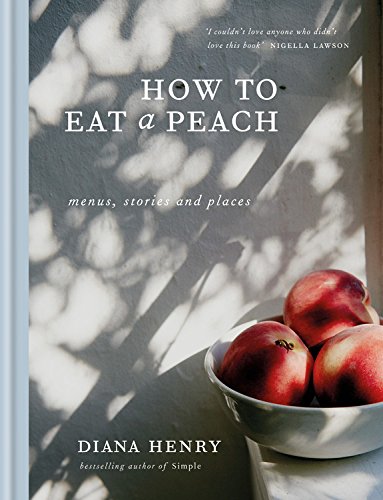 'I couldn't love anyone who didn't
love this book' NIGELLA LAWSON
HOW TO
EAT a PEACH
menus, stories and places
DIANA HENRY
bestselling author of Simple